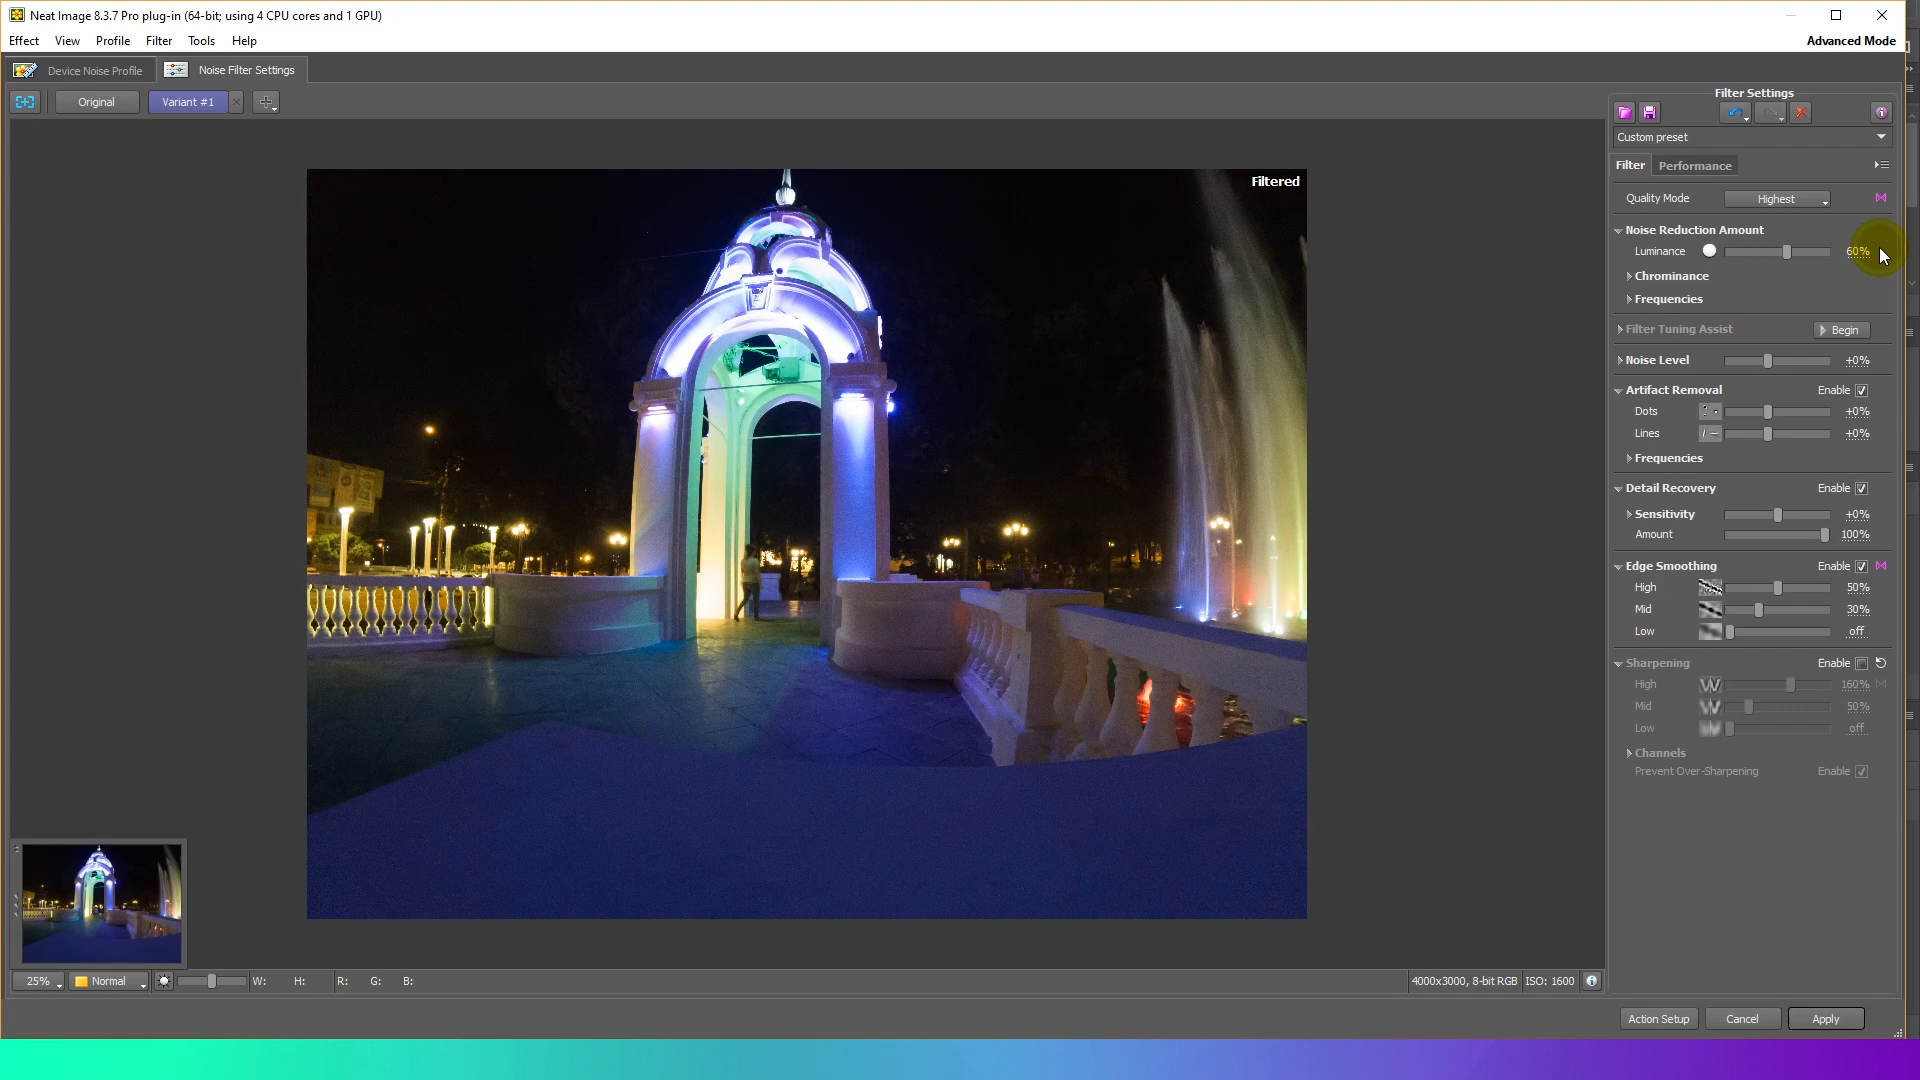 Neat Image 8.3.7 Pro plug-in (64-bit; using 4 CPU cores and 1 GPU)
Effect View Profile Filter Tools Help
Advanced Mode
Device Noise Profile
Noise Filter Settings
Original
Variant #1
Filter Settings
Custom preset
Filtered
Filter Performance
Quality Mode Highest
Noise Reduction Amount
Luminance 60%
Chrominance
Frequencies
Filter Tuning Assist Begin
Noise Level +0%
Artifact Removal Enable
Dots +0%
Lines +0%
Frequencies
Detail Recovery Enable
Sensitivity +0%
Amount 100%
Edge Smoothing Enable
High 50%
Mid 30%
Low off
Sharpening Enable
High 160%
Mid 50%
Low off
Channels
Prevent Over-Sharpening Enable
25% Normal W: H: R: G: B:
4000x3000, 8-bit RGB ISO: 1600
Action Setup Cancel Apply